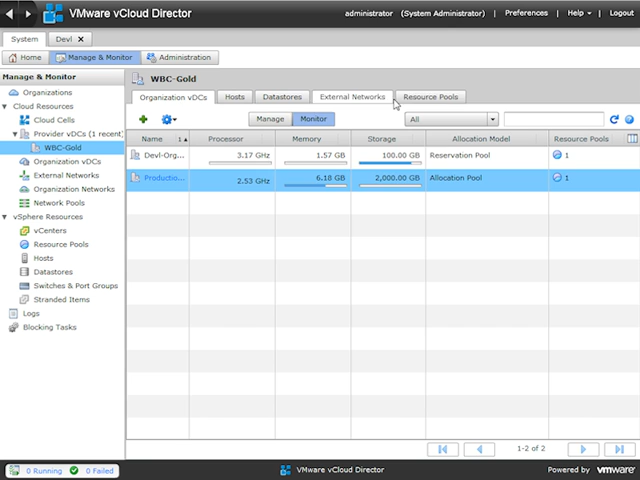 VMware vCloud Director
administrator (System Administrator) Preferences Help Logout
System Devl
Home Manage & Monitor Administration
Manage & Monitor
Organizations
Cloud Resources
Cloud Cells
Provider vDCs (1 recent)
WBC-Gold
Organization vDCs
External Networks
Organization Networks
Network Pools
vSphere Resources
vCenters
Resource Pools
Hosts
Datastores
Switches & Port Groups
Stranded Items
Logs
Blocking Tasks
WBC-Gold
Organization vDCs Hosts Datastores External Networks Resource Pools
Manage Monitor All
Name 1 Processor Memory Storage Allocation Model Resource Pools
Devl-Org... 3.17 GHz 1.57 GB 100.00 GB Reservation Pool 1
Productio... 2.53 GHz 6.18 GB 2,000.00 GB Allocation Pool 1
1-2 of 2
0 Running 0 Failed VMware vCloud Director Powered by vmware